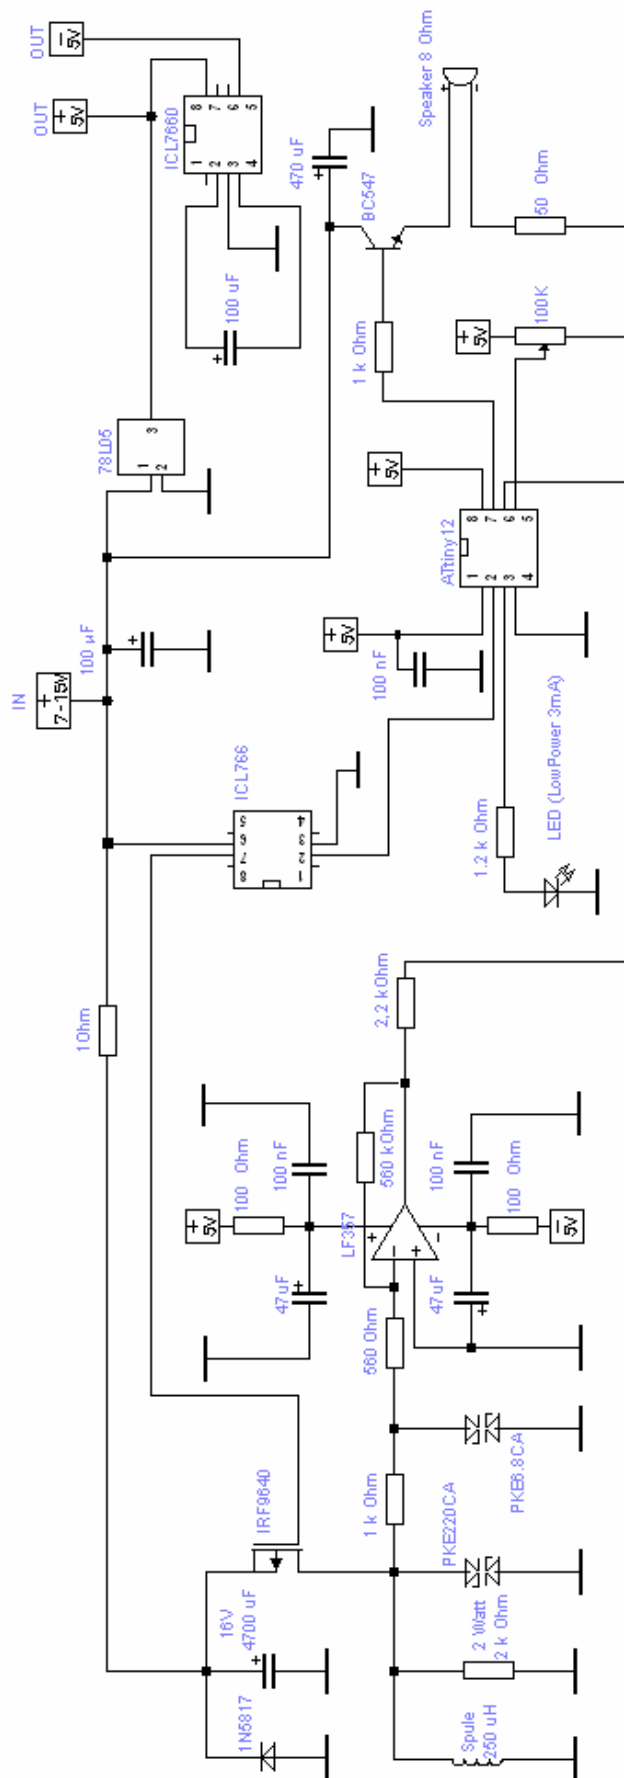 IN
+
7-15V
OUT
+
5V
OUT
−
5V
1Ohm
100 µF
78L05
1
2
3
ICL7660
1
2
3
4
8
7
6
5
100 uF
1N5817
16V
4700 uF
IRF9640
ICL766
8
7
6
5
1
2
3
4
470 uF
BC547
Speaker 8 Ohm
+
5V
100 Ohm
100 nF
47uF
+
5V
100 nF
+
5V
1 k Ohm
LF357
560 kOhm
2,2 kOhm
ATtiny12
1
2
3
4
8
7
6
5
+
5V
100K
50 Ohm
1 k Ohm
560 Ohm
47uF
100 nF
100 Ohm
−
5V
1.2 k Ohm
LED (LowPower 3mA)
Spule
250 uH
2 Watt
2 k Ohm
PKE220CA
PKE6.8CA